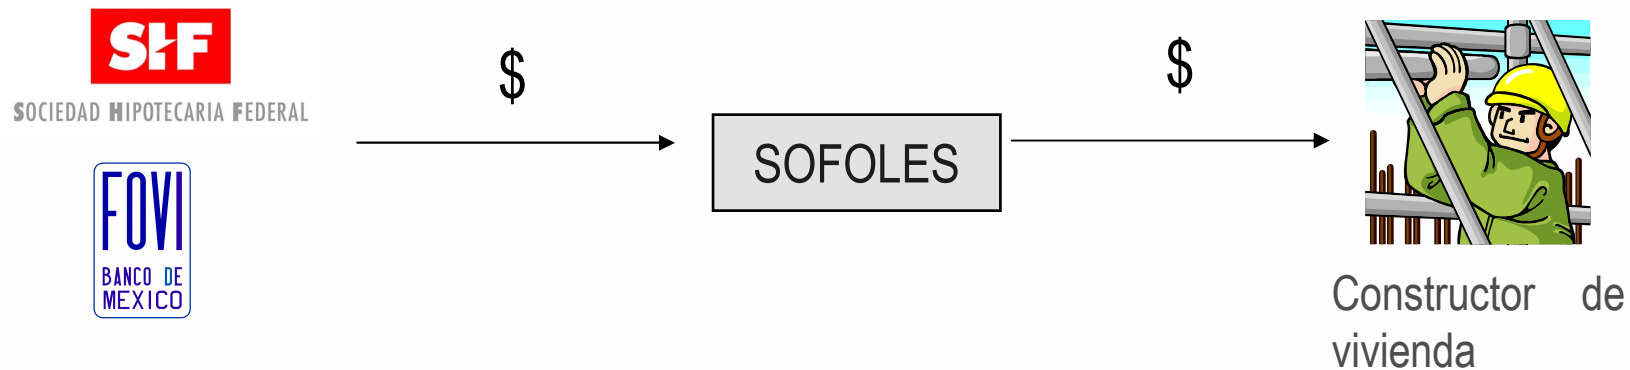 SHF
SOCIEDAD HIPOTECARIA FEDERAL
FOVI
BANCO DE
MEXICO
$
SOFOLES
$
Constructor de
vivienda